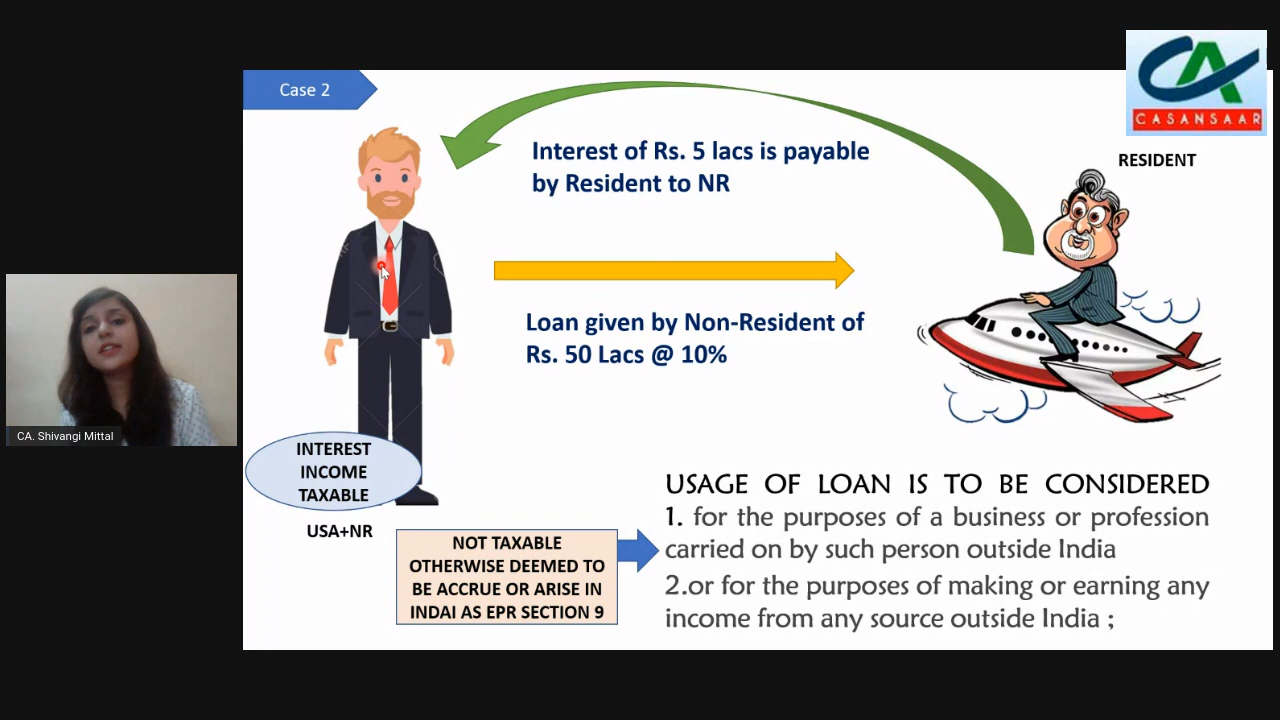 Case 2
CASANSAAR
Interest of Rs. 5 lacs is payable
by Resident to NR
RESIDENT
Loan given by Non-Resident of
Rs. 50 Lacs @ 10%
CA. Shivangi Mittal
INTEREST
INCOME
TAXABLE
USA+NR
NOT TAXABLE
OTHERWISE DEEMED TO
BE ACCRUE OR ARISE IN
INDAI AS EPR SECTION 9
USAGE OF LOAN IS TO BE CONSIDERED
1. for the purposes of a business or profession
carried on by such person outside India
2.or for the purposes of making or earning any
income from any source outside India ;